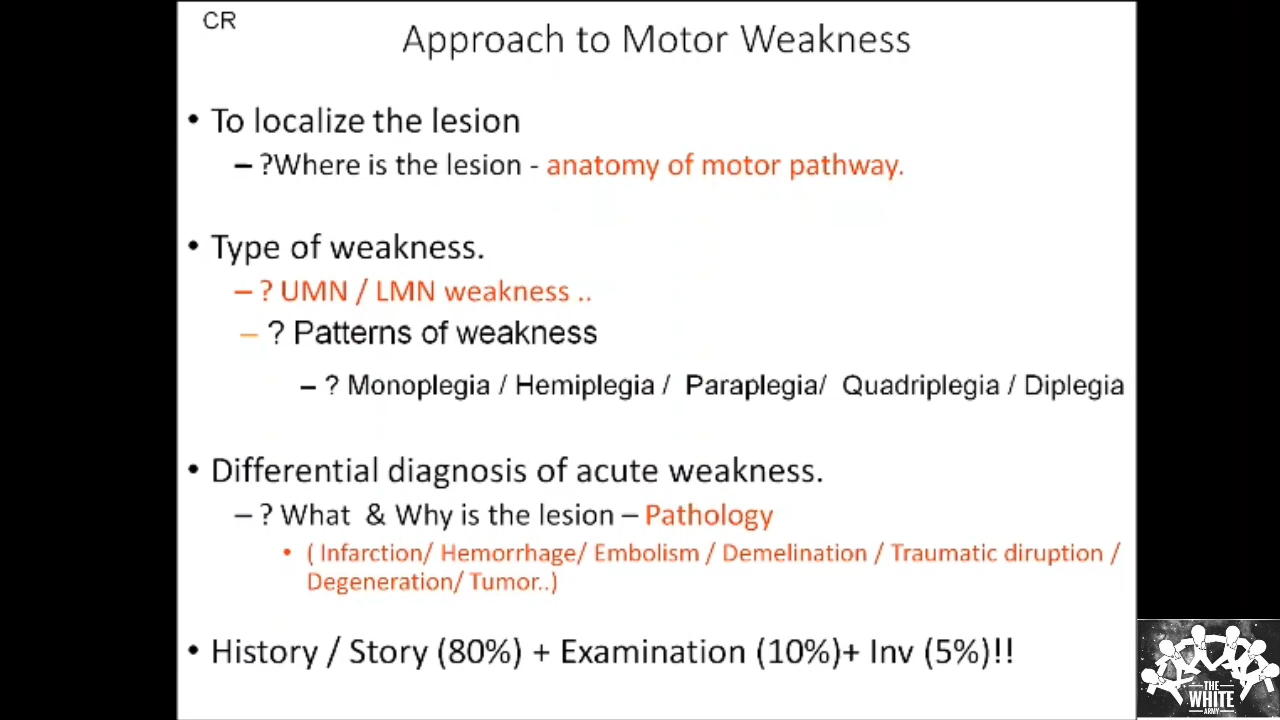 CR
Approach to Motor Weakness
• To localize the lesion
– ?Where is the lesion - anatomy of motor pathway.
• Type of weakness.
– ? UMN / LMN weakness ..
– ? Patterns of weakness
– ? Monoplegia / Hemiplegia / Paraplegia/ Quadriplegia / Diplegia
• Differential diagnosis of acute weakness.
– ? What & Why is the lesion – Pathology
• ( Infarction/ Hemorrhage/ Embolism / Demelination / Traumatic diruption /
Degeneration/ Tumor..)
• History / Story (80%) + Examination (10%)+ Inv (5%)!!
THE
WHITE
ARMY